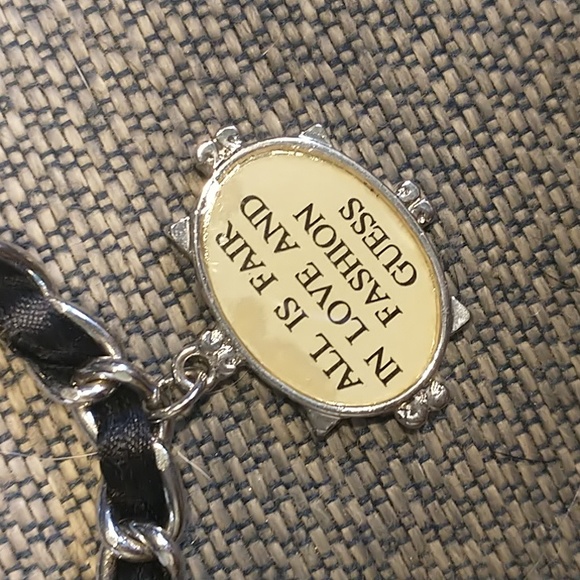 ALL IS FAIR
IN LOVE AND
FASHION
GUESS